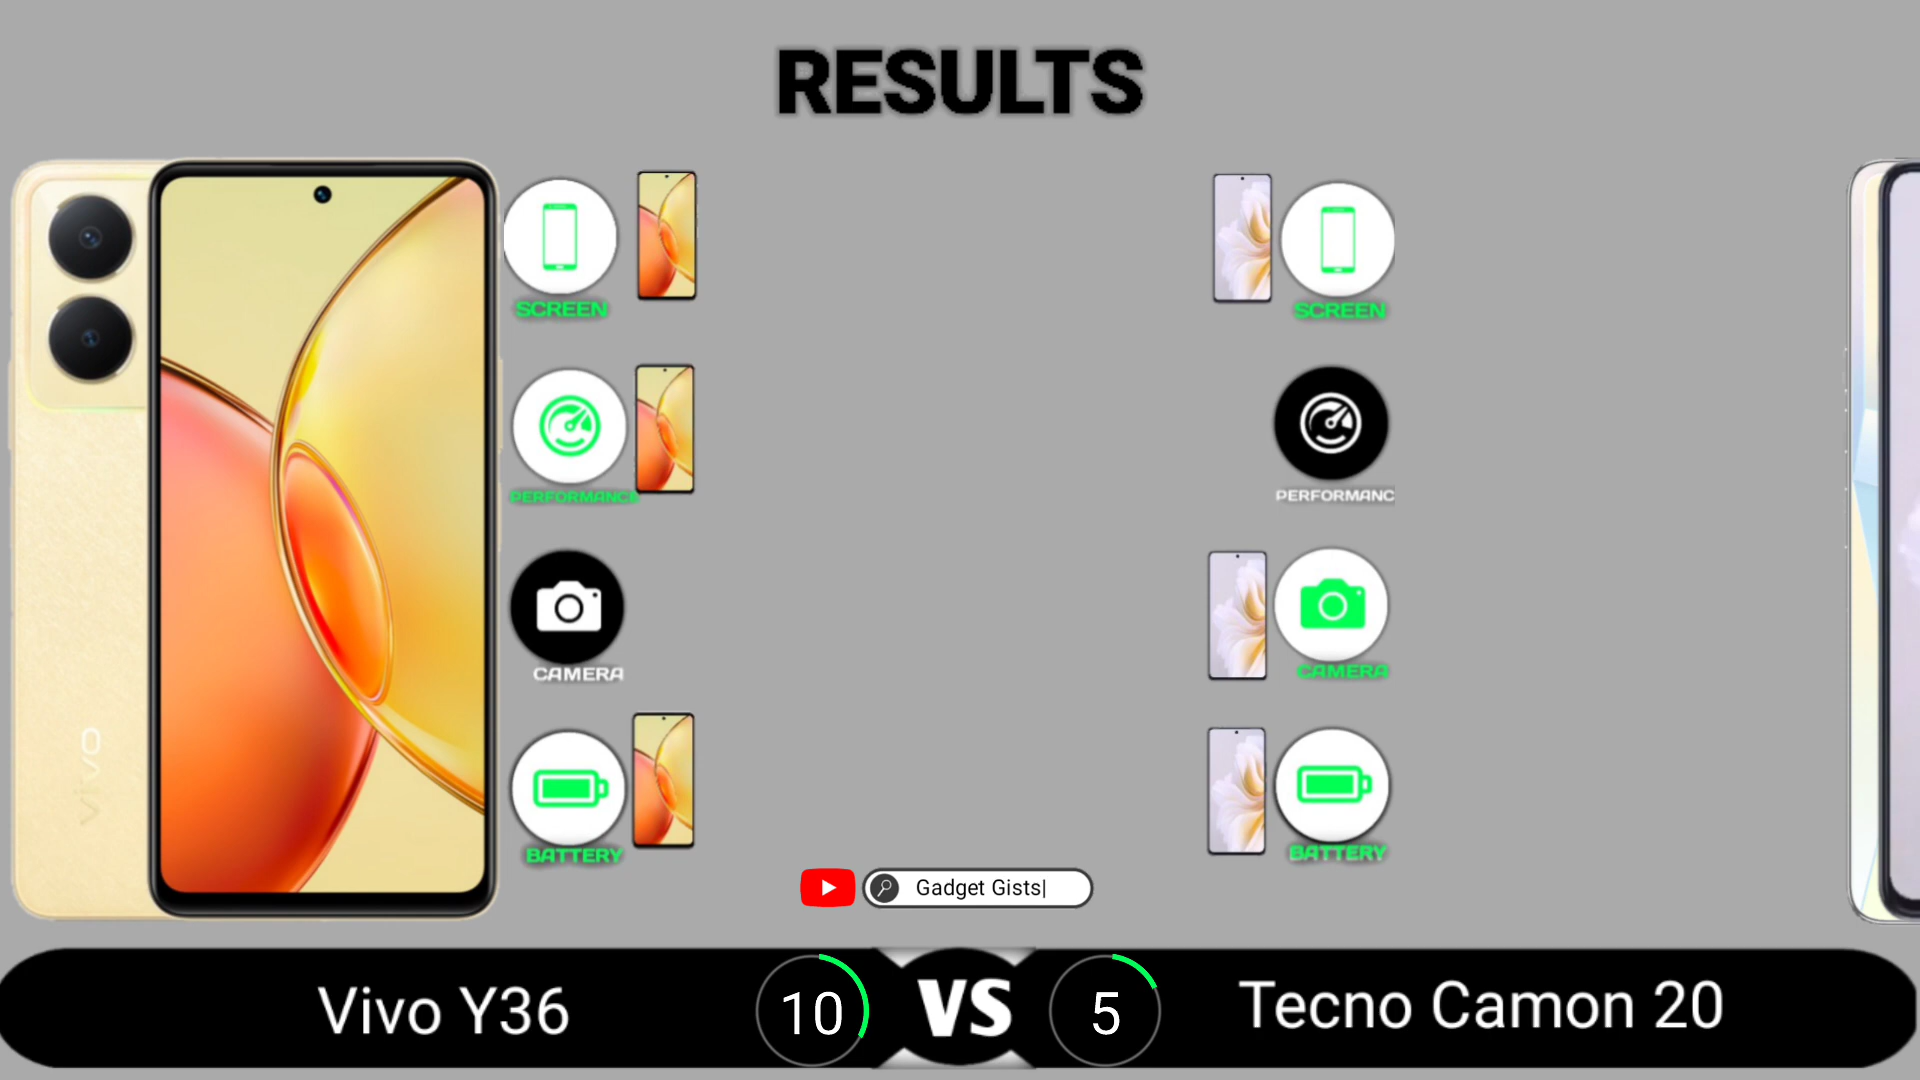 RESULTS
SCREEN
SCREEN
PERFORMANCE
PERFORMANC
CAMERA
CAMERA
vivo
BATTERY
BATTERY
Gadget Gists|
Vivo Y36
10
VS
5
Tecno Camon 20